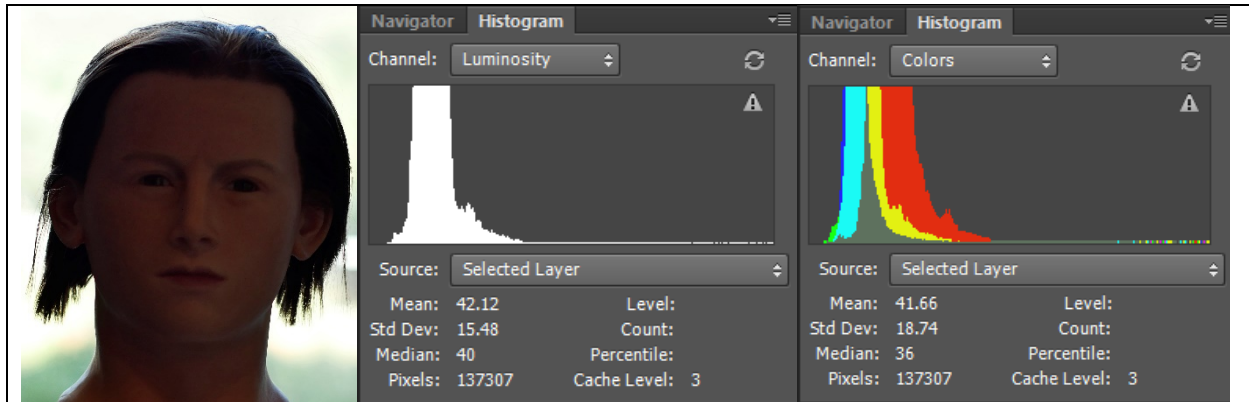 Navigator Histogram
Channel: Luminosity
Source: Selected Layer
Mean: 42.12 Level:
Std Dev: 15.48 Count:
Median: 40 Percentile:
Pixels: 137307 Cache Level: 3
Navigator Histogram
Channel: Colors
Source: Selected Layer
Mean: 41.66 Level:
Std Dev: 18.74 Count:
Median: 36 Percentile:
Pixels: 137307 Cache Level: 3